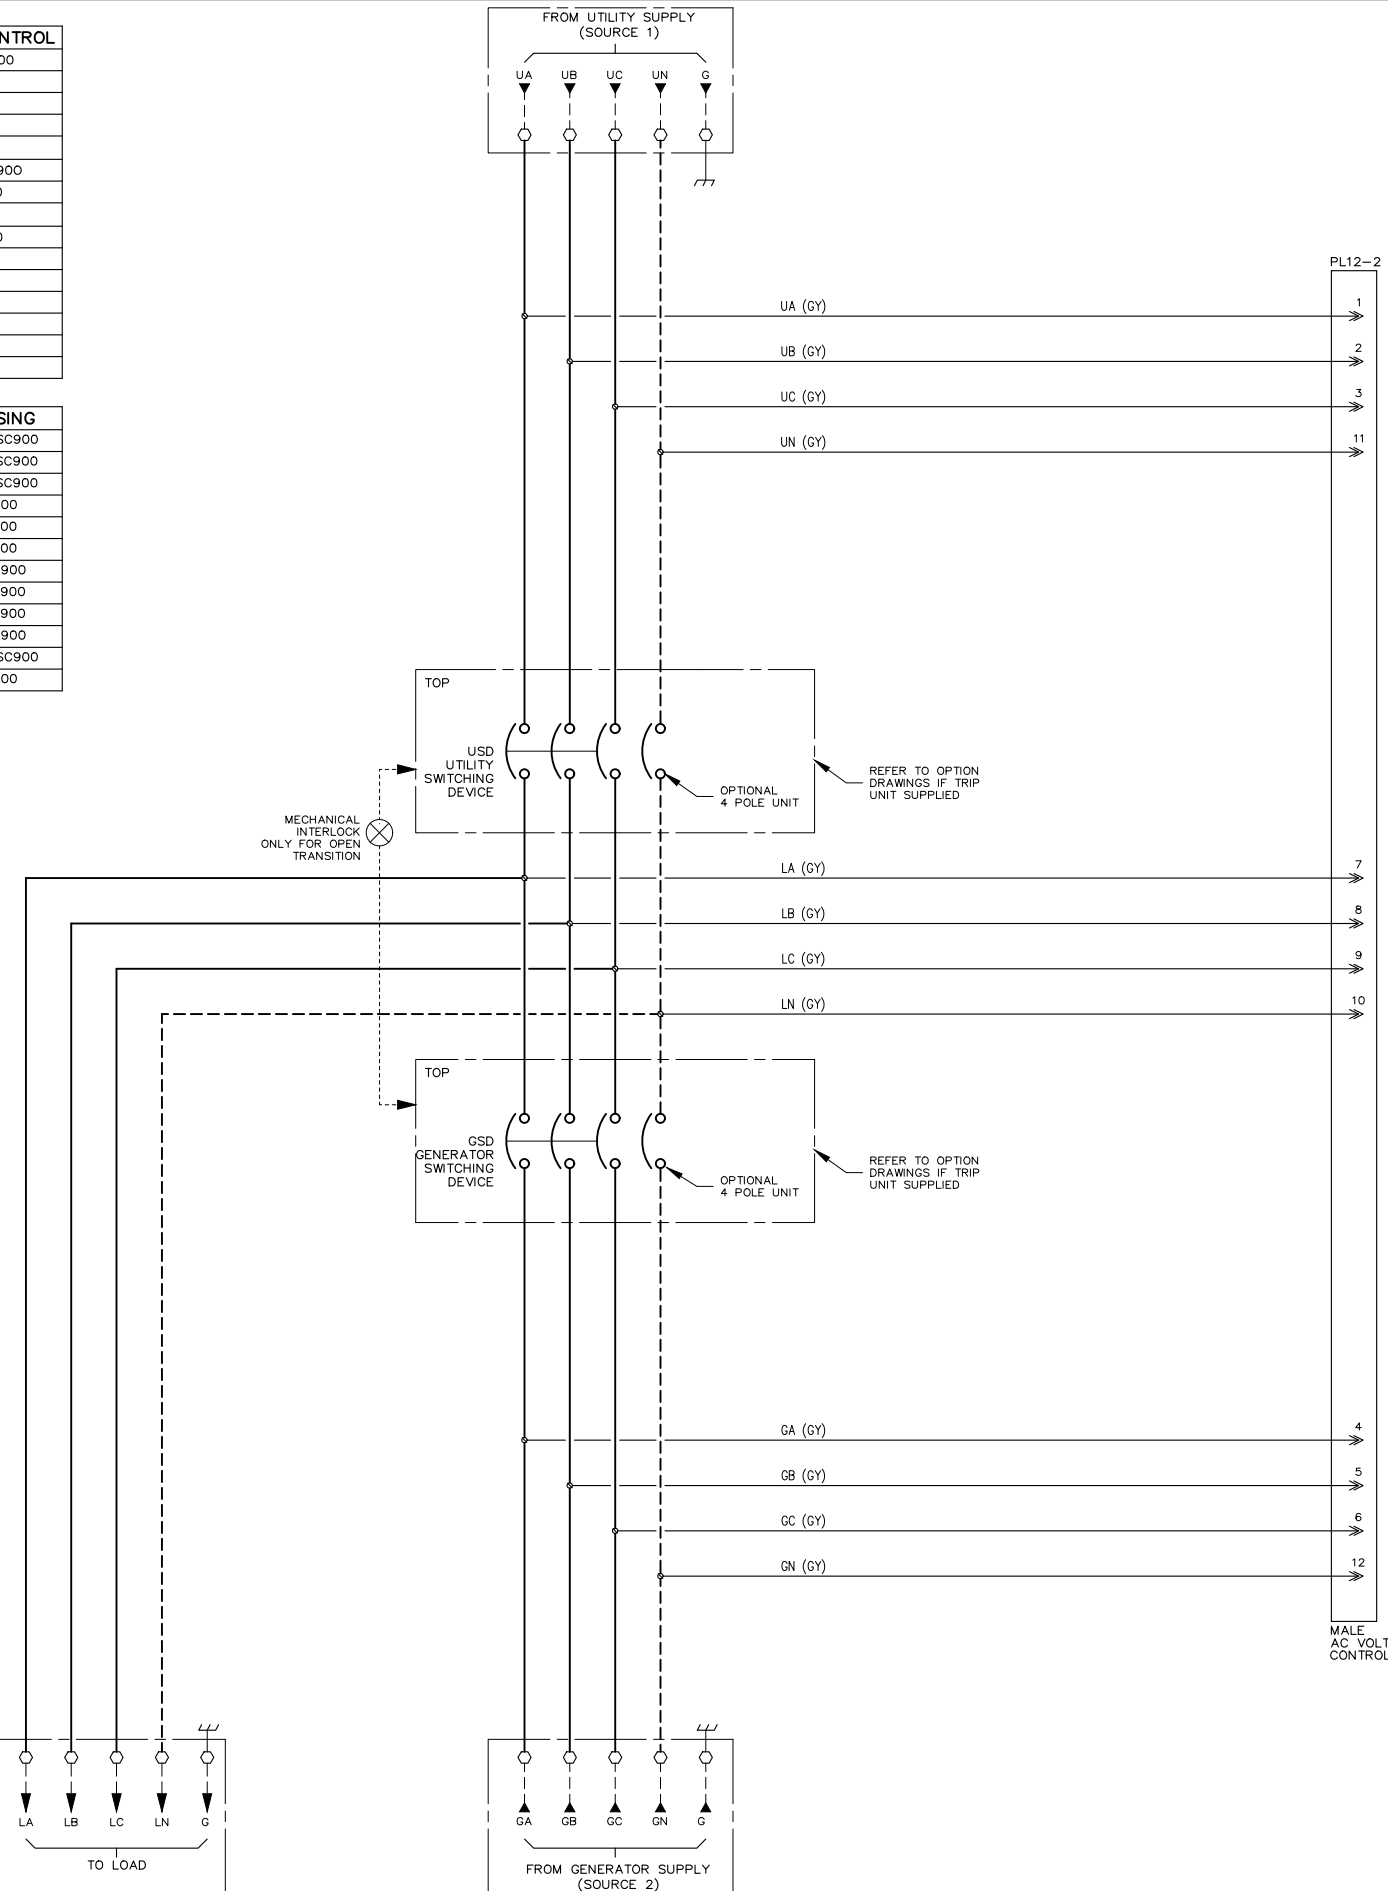 FROM UTILITY SUPPLY
(SOURCE 1)
UA UB UC UN G
NTROL
00
900
SING
SC900
SC900
SC900
00
00
00
900
900
900
900
SC900
00
PL12-2
UA (GY) 1
UB (GY) 2
UC (GY) 3
UN (GY) 11
TOP
USD
UTILITY
SWITCHING
DEVICE
OPTIONAL
4 POLE UNIT
REFER TO OPTION
DRAWINGS IF TRIP
UNIT SUPPLIED
MECHANICAL
INTERLOCK
ONLY FOR OPEN
TRANSITION
LA (GY) 7
LB (GY) 8
LC (GY) 9
LN (GY) 10
TOP
GSD
GENERATOR
SWITCHING
DEVICE
OPTIONAL
4 POLE UNIT
REFER TO OPTION
DRAWINGS IF TRIP
UNIT SUPPLIED
GA (GY) 4
GB (GY) 5
GC (GY) 6
GN (GY) 12
MALE
AC VOLT
CONTROL
LA LB LC LN G
TO LOAD
GA GB GC GN G
FROM GENERATOR SUPPLY
(SOURCE 2)